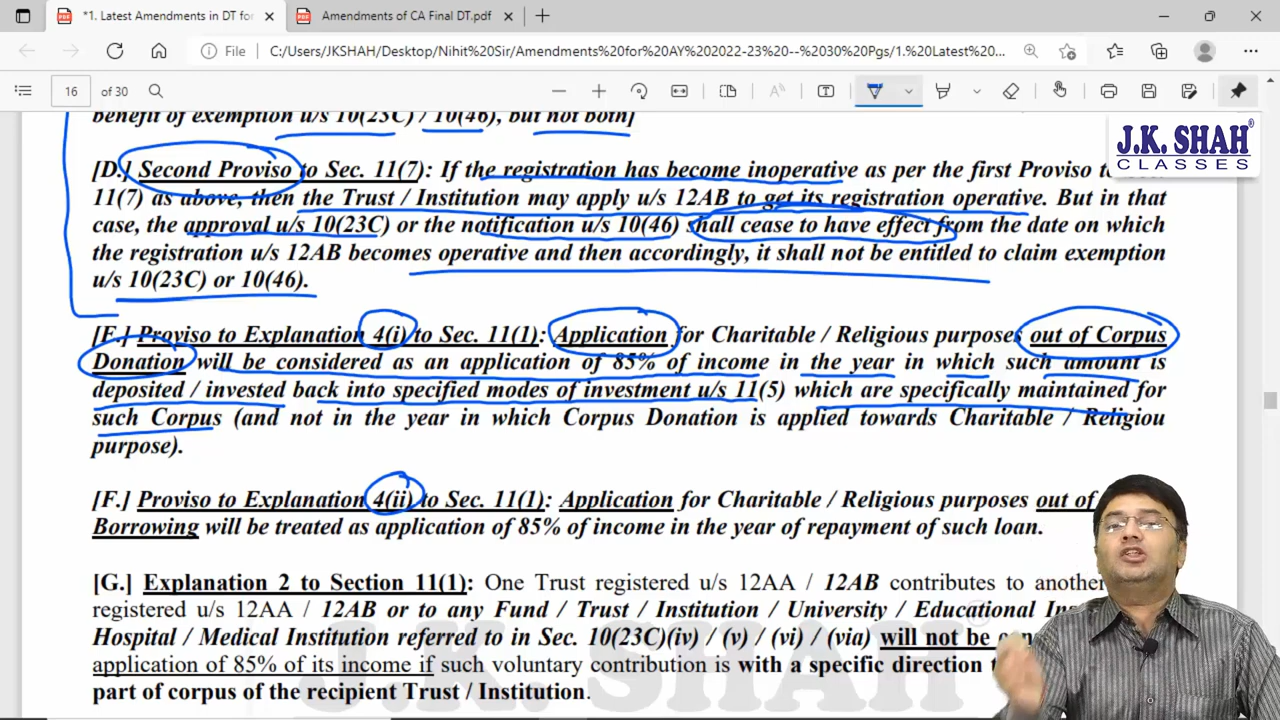 *1. Latest Amendments in DT for
Amendments of CA Final DT.pdf
File
C:/Users/JKSHAH/Desktop/Nihit%20Sir/Amendments%20for%20AY%202022-23%20--%2030%20Pgs/1.%20Latest%20...
16 of 30
J.K. SHAH®
CLASSES
benefit of exemption u/s 10(23C) / 10(46), but not both]
[D.] Second Proviso to Sec. 11(7): If the registration has become inoperative as per the first Proviso to
11(7) as above, then the Trust / Institution may apply u/s 12AB to get its registration operative. But in that
case, the approval u/s 10(23C) or the notification u/s 10(46) shall cease to have effect from the date on which
the registration u/s 12AB becomes operative and then accordingly, it shall not be entitled to claim exemption
u/s 10(23C) or 10(46).
[E.] Proviso to Explanation 4(i) to Sec. 11(1): Application for Charitable / Religious purposes out of Corpus
Donation will be considered as an application of 85% of income in the year in which such amount is
deposited / invested back into specified modes of investment u/s 11(5) which are specifically maintained for
such Corpus (and not in the year in which Corpus Donation is applied towards Charitable / Religiou
purpose).
[F.] Proviso to Explanation 4(ii) to Sec. 11(1): Application for Charitable / Religious purposes out of
Borrowing will be treated as application of 85% of income in the year of repayment of such loan.
[G.] Explanation 2 to Section 11(1): One Trust registered u/s 12AA / 12AB contributes to another
registered u/s 12AA / 12AB or to any Fund / Trust / Institution / University / Educational
Hospital / Medical Institution referred to in Sec. 10(23C)(iv) / (v) / (vi) / (via) will not be
application of 85% of its income if such voluntary contribution is with a specific direction
part of corpus of the recipient Trust / Institution.
J.K. SHAH®